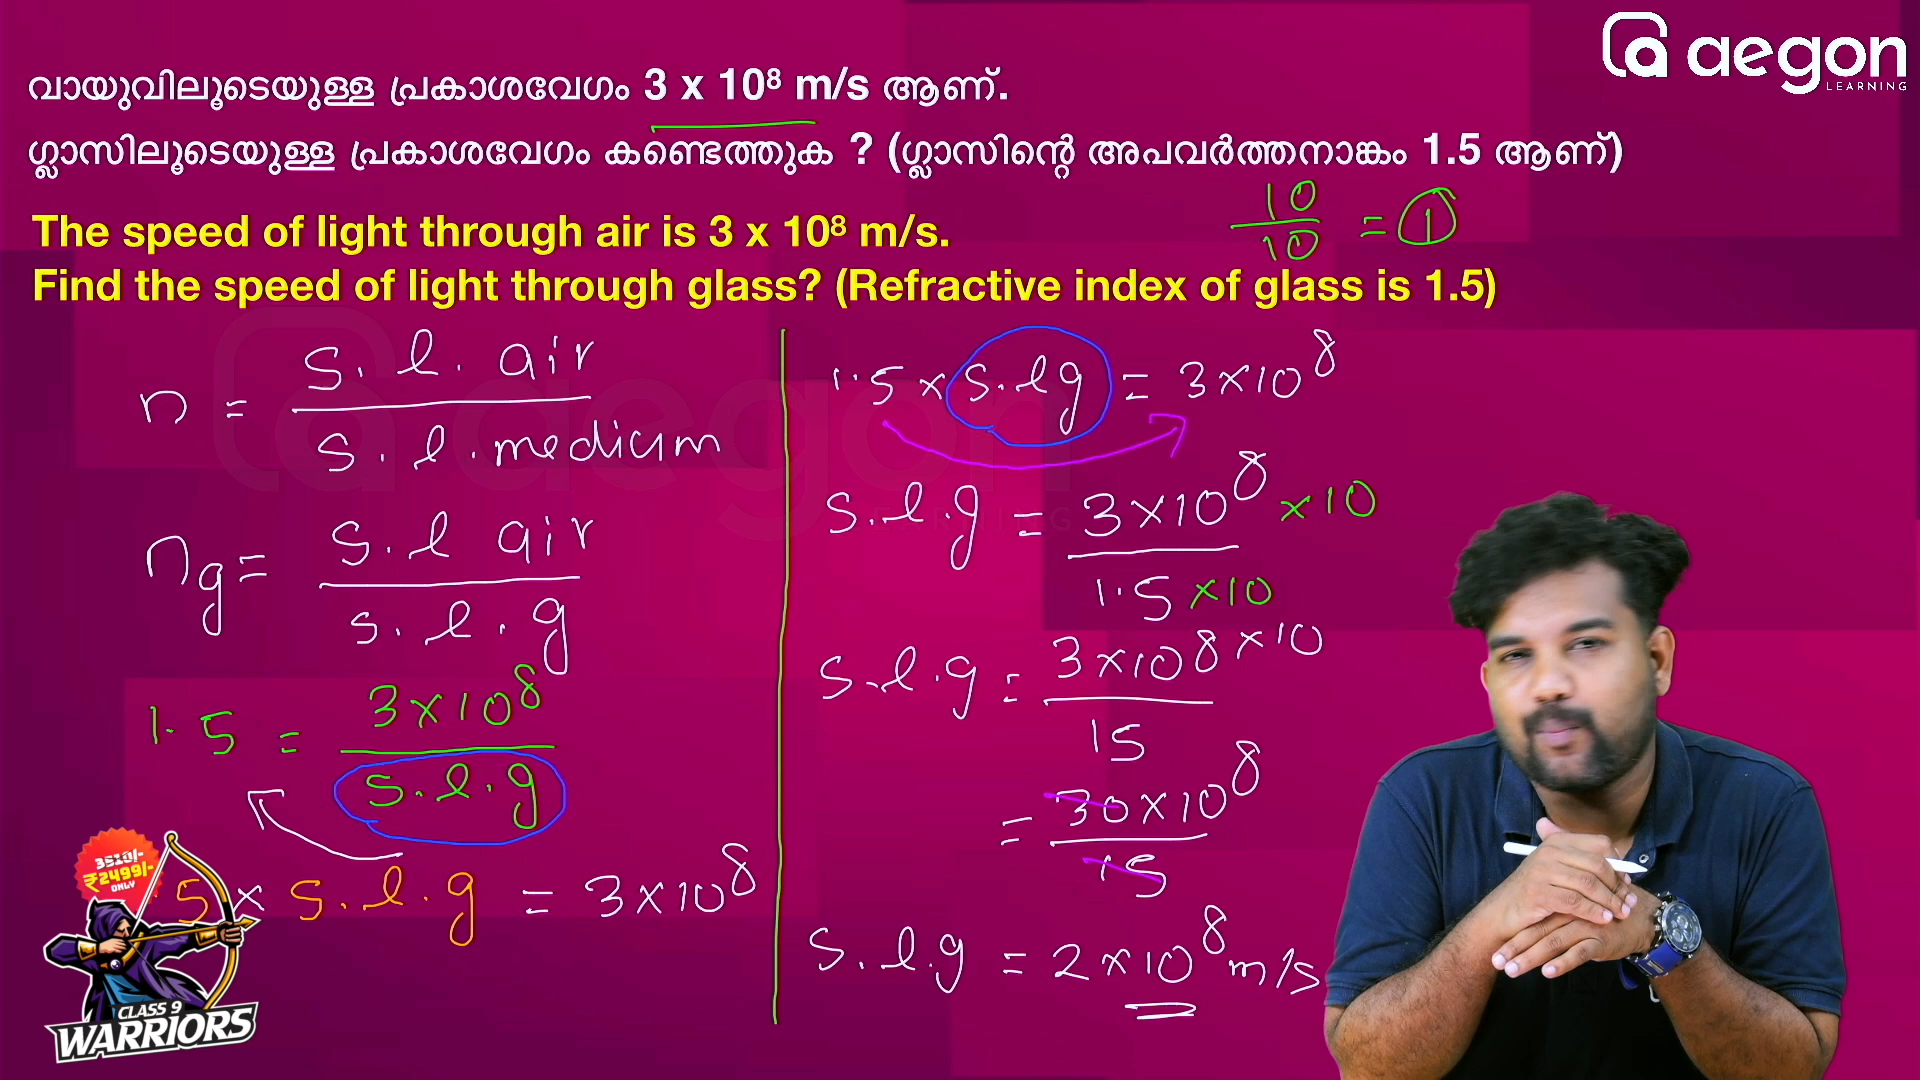 aegon
LEARNING
വായുവിലൂടെയുള്ള പ്രകാശവേഗം 3 x 10⁸ m/s ആണ്.
ഗ്ലാസിലൂടെയുള്ള പ്രകാശവേഗം കണ്ടെത്തുക ? (ഗ്ലാസിന്റെ അപവർത്തനാങ്കം 1.5 ആണ്)
10/10 = 1
The speed of light through air is 3 x 10⁸ m/s.
Find the speed of light through glass? (Refractive index of glass is 1.5)
n = s.l. air / s.l. medium
ng = s.l air / s.l.g
1.5 = 3×10⁸ / s.l.g
5 × s.l.g = 3×10⁸
1.5 × s.lg = 3×10⁸
s.l.g = 3×10⁸ ×10 / 1.5 ×10
s.l.g = 3×10⁸×10 / 15
= 30×10⁸ / 15
s.l.g = 2×10⁸ m/s
3510/-
₹2499/-
ONLY
CLASS 9
WARRIORS